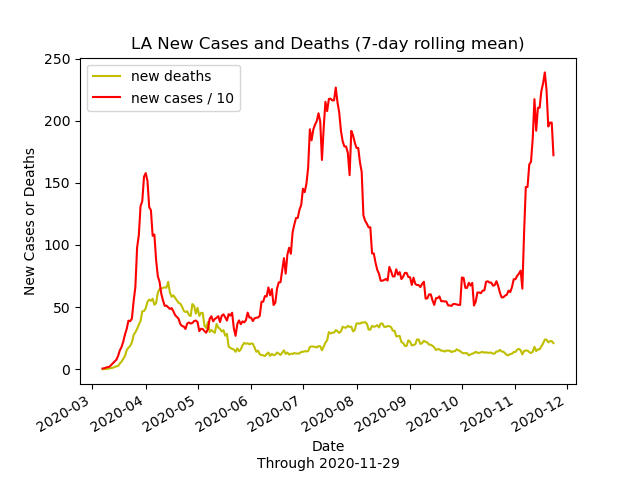 LA New Cases and Deaths (7-day rolling mean)
new deaths
new cases / 10
New Cases or Deaths
250
200
150
100
50
0
2020-03
2020-04
2020-05
2020-06
2020-07
2020-08
2020-09
2020-10
2020-11
2020-12
Date
Through 2020-11-29